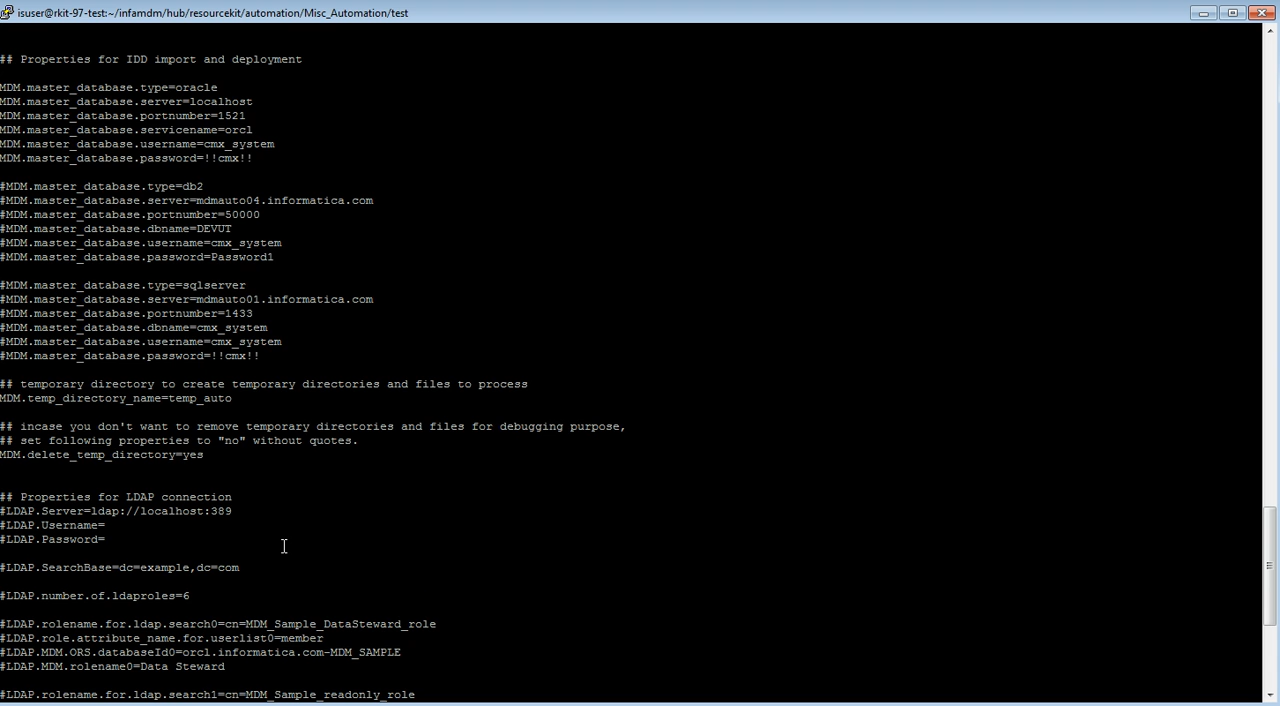 isuser@rkit-97-test:~/infamdm/hub/resourcekit/automation/Misc_Automation/test
## Properties for IDD import and deployment
MDM.master_database.type=oracle
MDM.master_database.server=localhost
MDM.master_database.portnumber=1521
MDM.master_database.servicename=orcl
MDM.master_database.username=cmx_system
MDM.master_database.password=!!cmx!!
#MDM.master_database.type=db2
#MDM.master_database.server=mdmauto04.informatica.com
#MDM.master_database.portnumber=50000
#MDM.master_database.dbname=DEVUT
#MDM.master_database.username=cmx_system
#MDM.master_database.password=Password1
#MDM.master_database.type=sqlserver
#MDM.master_database.server=mdmauto01.informatica.com
#MDM.master_database.portnumber=1433
#MDM.master_database.dbname=cmx_system
#MDM.master_database.username=cmx_system
#MDM.master_database.password=!!cmx!!
## temporary directory to create temporary directories and files to process
MDM.temp_directory_name=temp_auto
## incase you don't want to remove temporary directories and files for debugging purpose,
## set following properties to "no" without quotes.
MDM.delete_temp_directory=yes
## Properties for LDAP connection
#LDAP.Server=ldap://localhost:389
#LDAP.Username=
#LDAP.Password=
#LDAP.SearchBase=dc=example,dc=com
#LDAP.number.of.ldaproles=6
#LDAP.rolename.for.ldap.search0=cn=MDM_Sample_DataSteward_role
#LDAP.role.attribute_name.for.userlist0=member
#LDAP.MDM.ORS.databaseId0=orcl.informatica.com-MDM_SAMPLE
#LDAP.MDM.rolename0=Data Steward
#LDAP.rolename.for.ldap.search1=cn=MDM_Sample_readonly_role